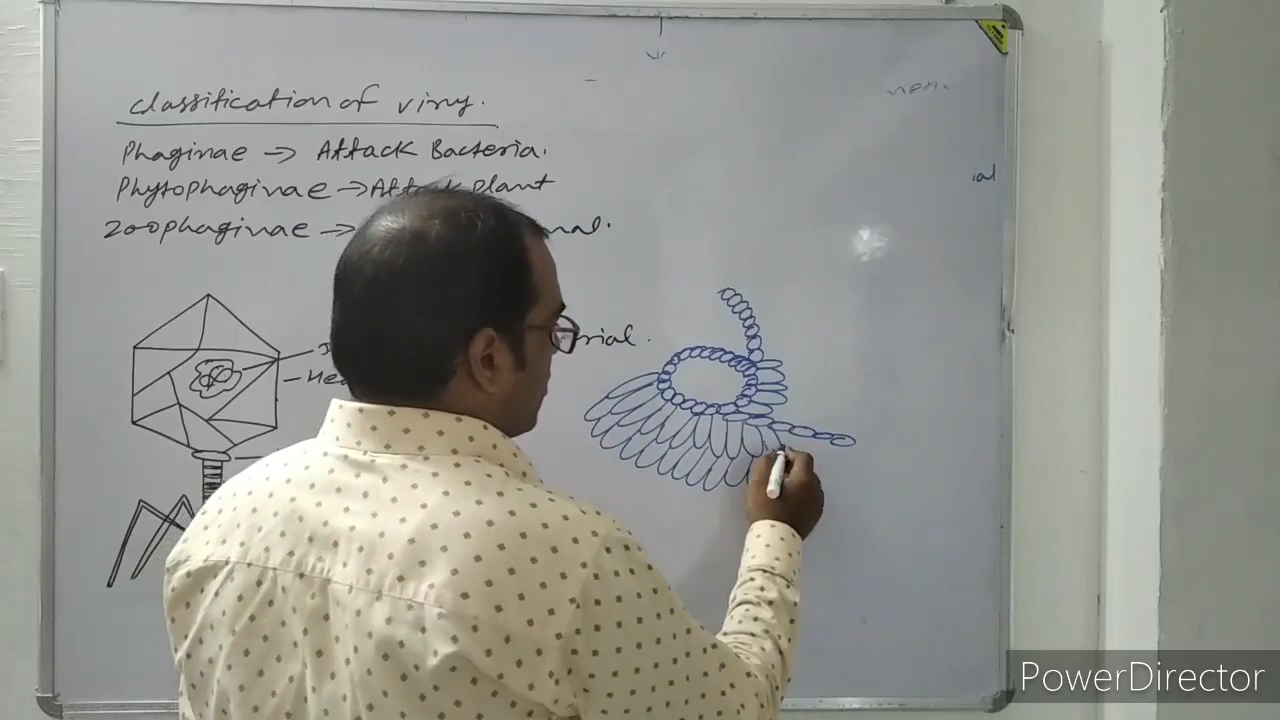 classification of virus.
Phaginae → Attack Bacteria.
Phytophaginae → Attack plant
zoophaginae →
PowerDirector